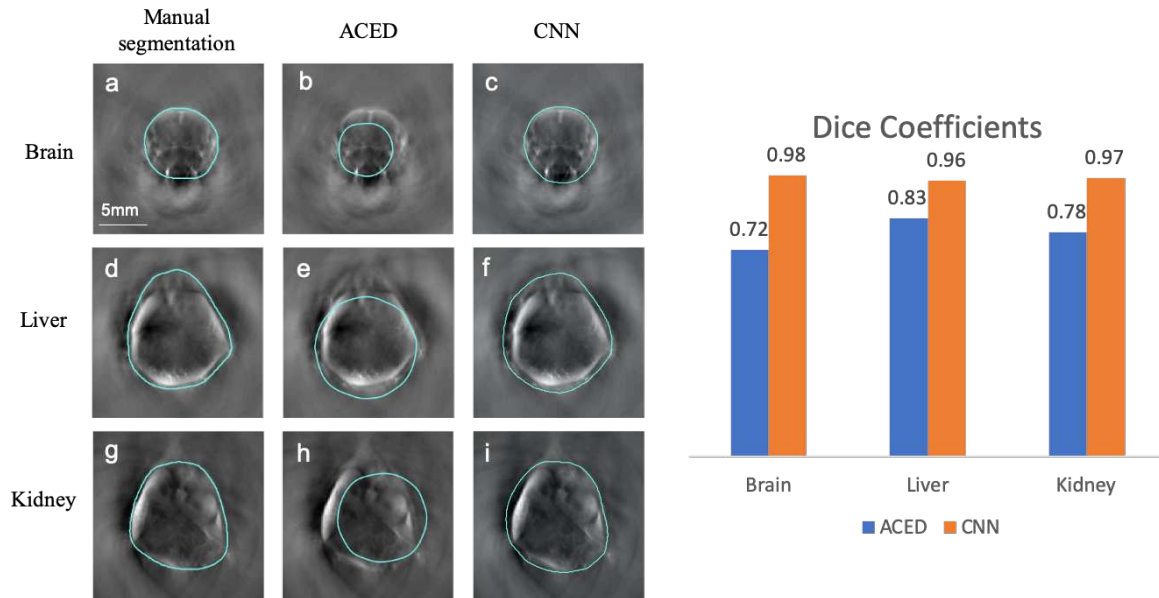 Manual
segmentation
ACED
CNN
Brain
a
b
c
5mm
Liver
d
e
f
Kidney
g
h
i
Dice Coefficients
0.98
0.96
0.97
0.72
0.83
0.78
Brain
Liver
Kidney
ACED
CNN